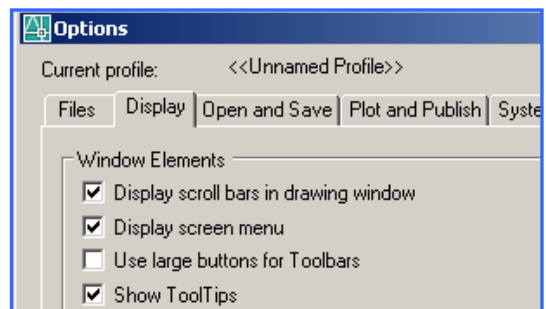 Options
Current profile: <<Unnamed Profile>>
Files Display Open and Save Plot and Publish Syste
Window Elements
Display scroll bars in drawing window
Display screen menu
Use large buttons for Toolbars
Show ToolTips